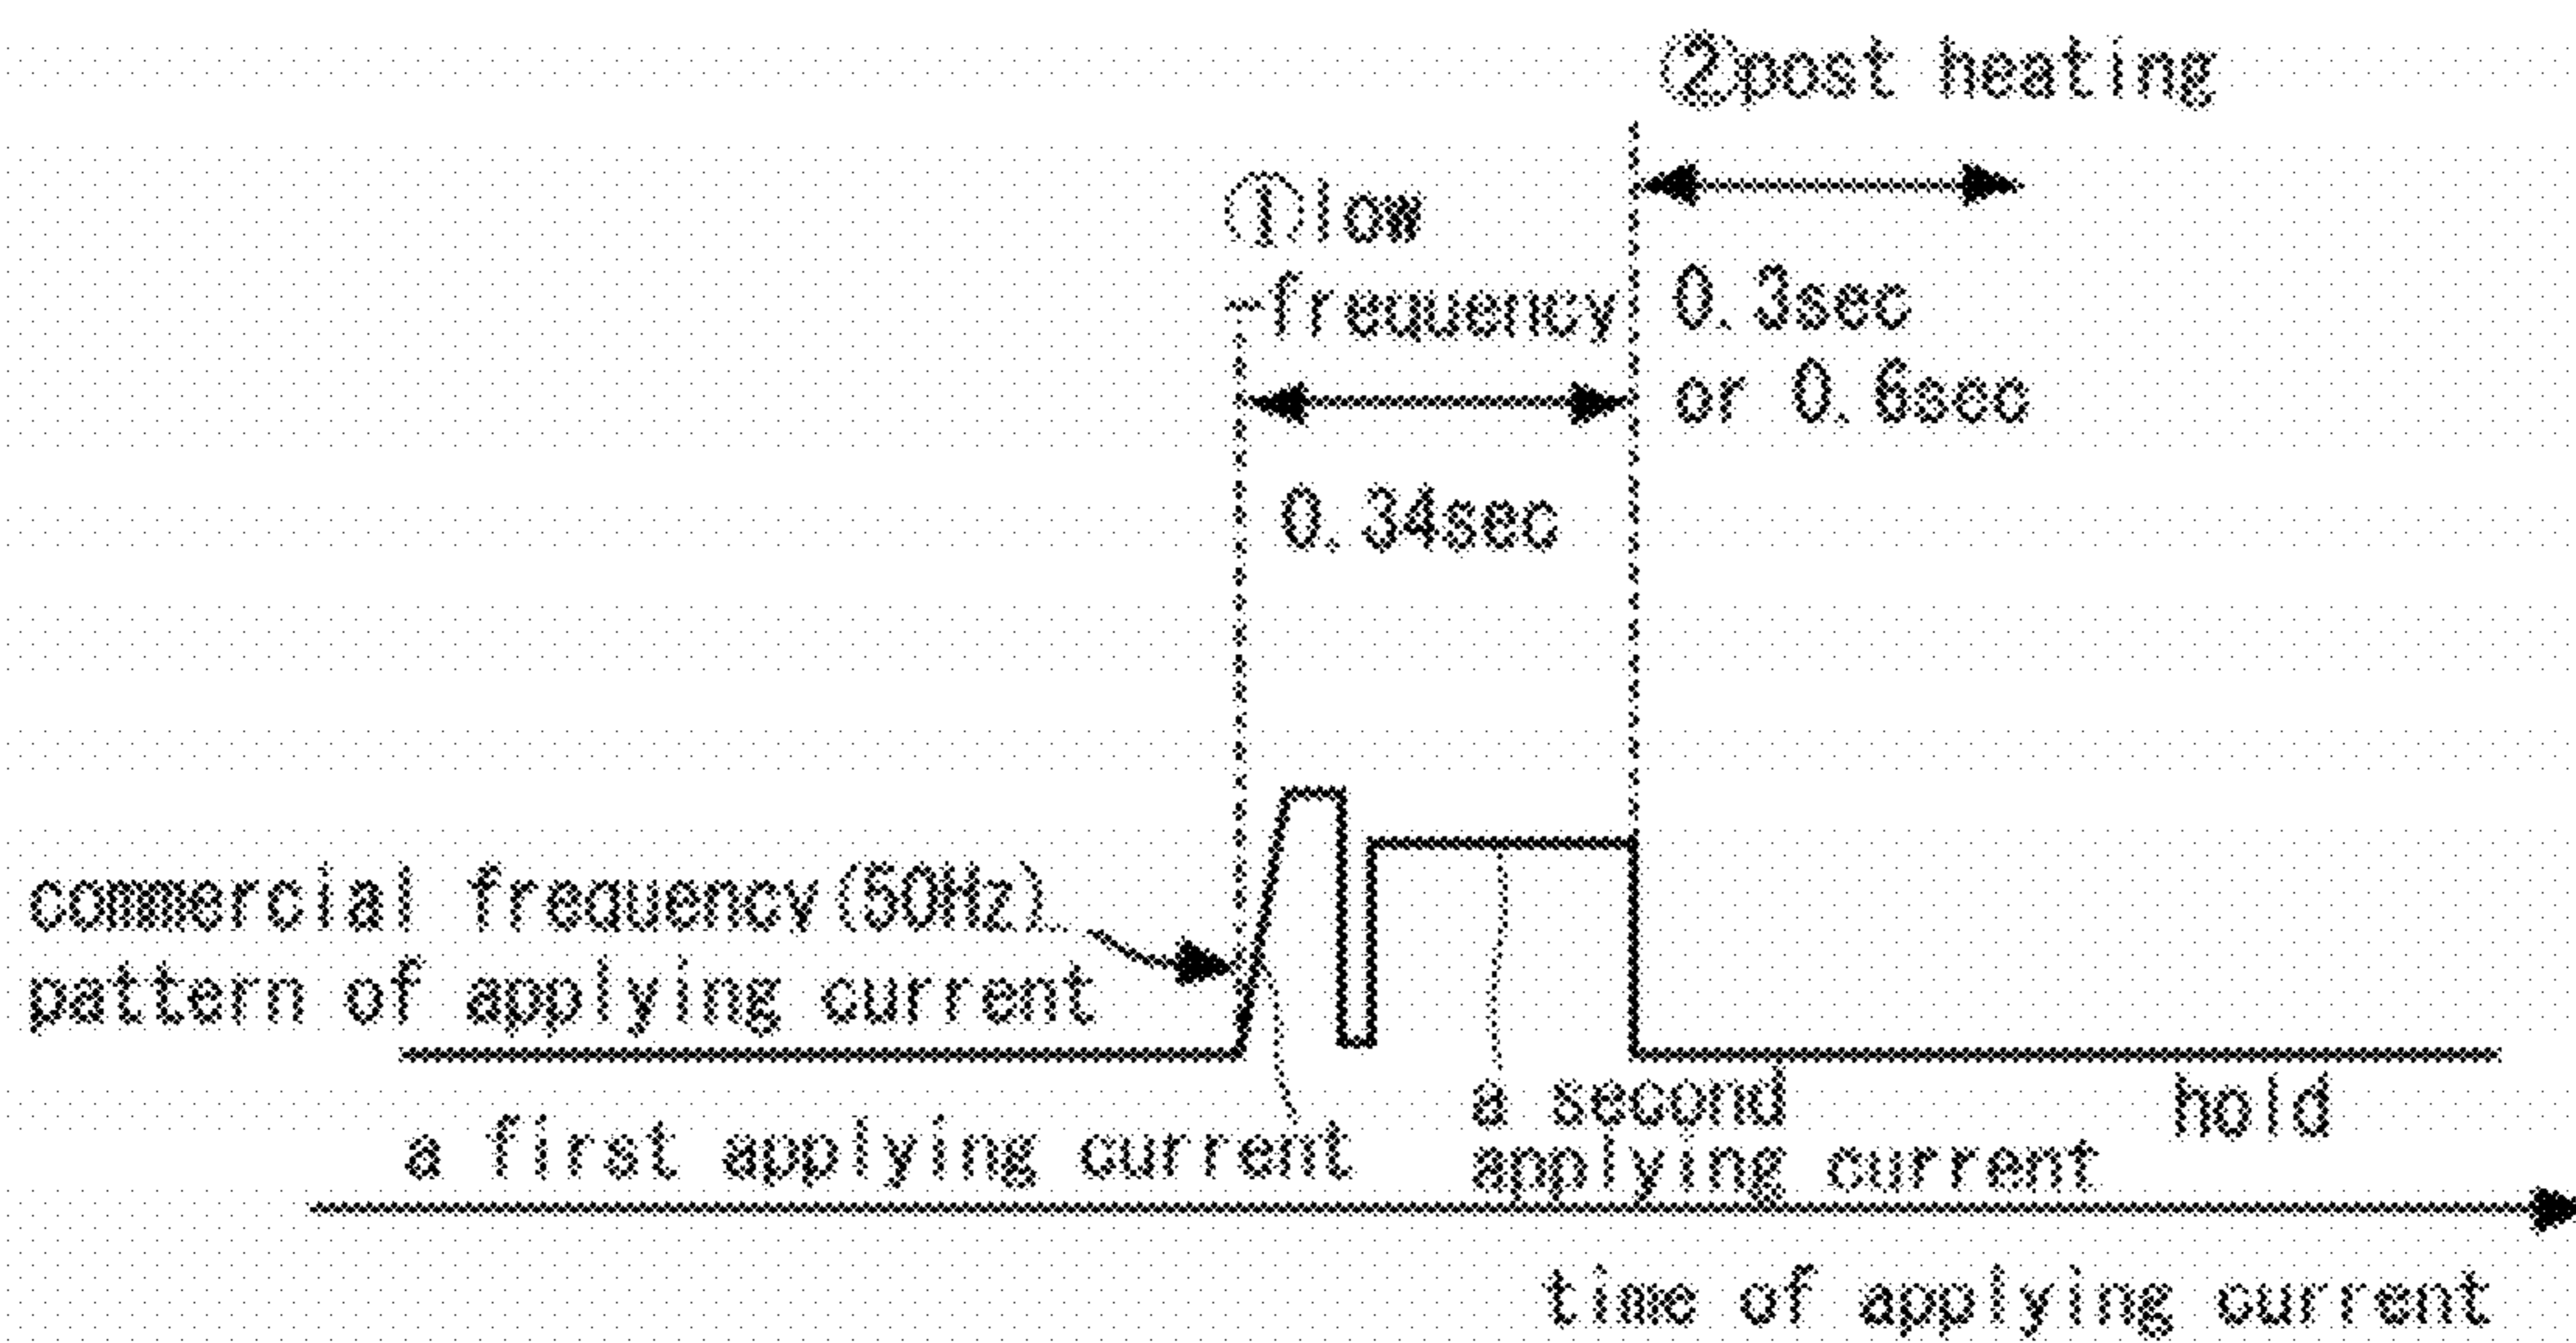 ②post heating
①low
frequency
0.3sec
or 0.6sec
0.34sec
commercial frequency(50Hz)
pattern of applying current
a first applying current
a second
applying current
hold
time of applying current